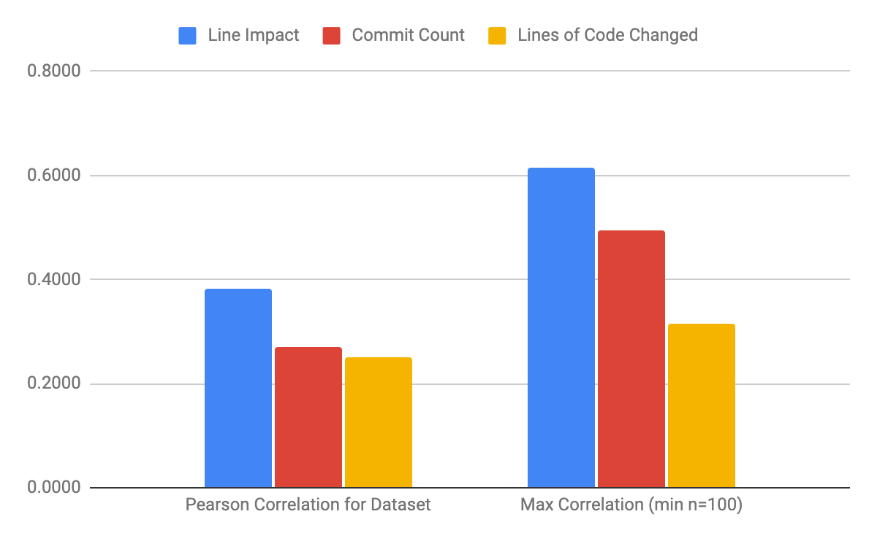 Line Impact Commit Count Lines of Code Changed
0.8000
0.6000
0.4000
0.2000
0.0000
Pearson Correlation for Dataset Max Correlation (min n=100)